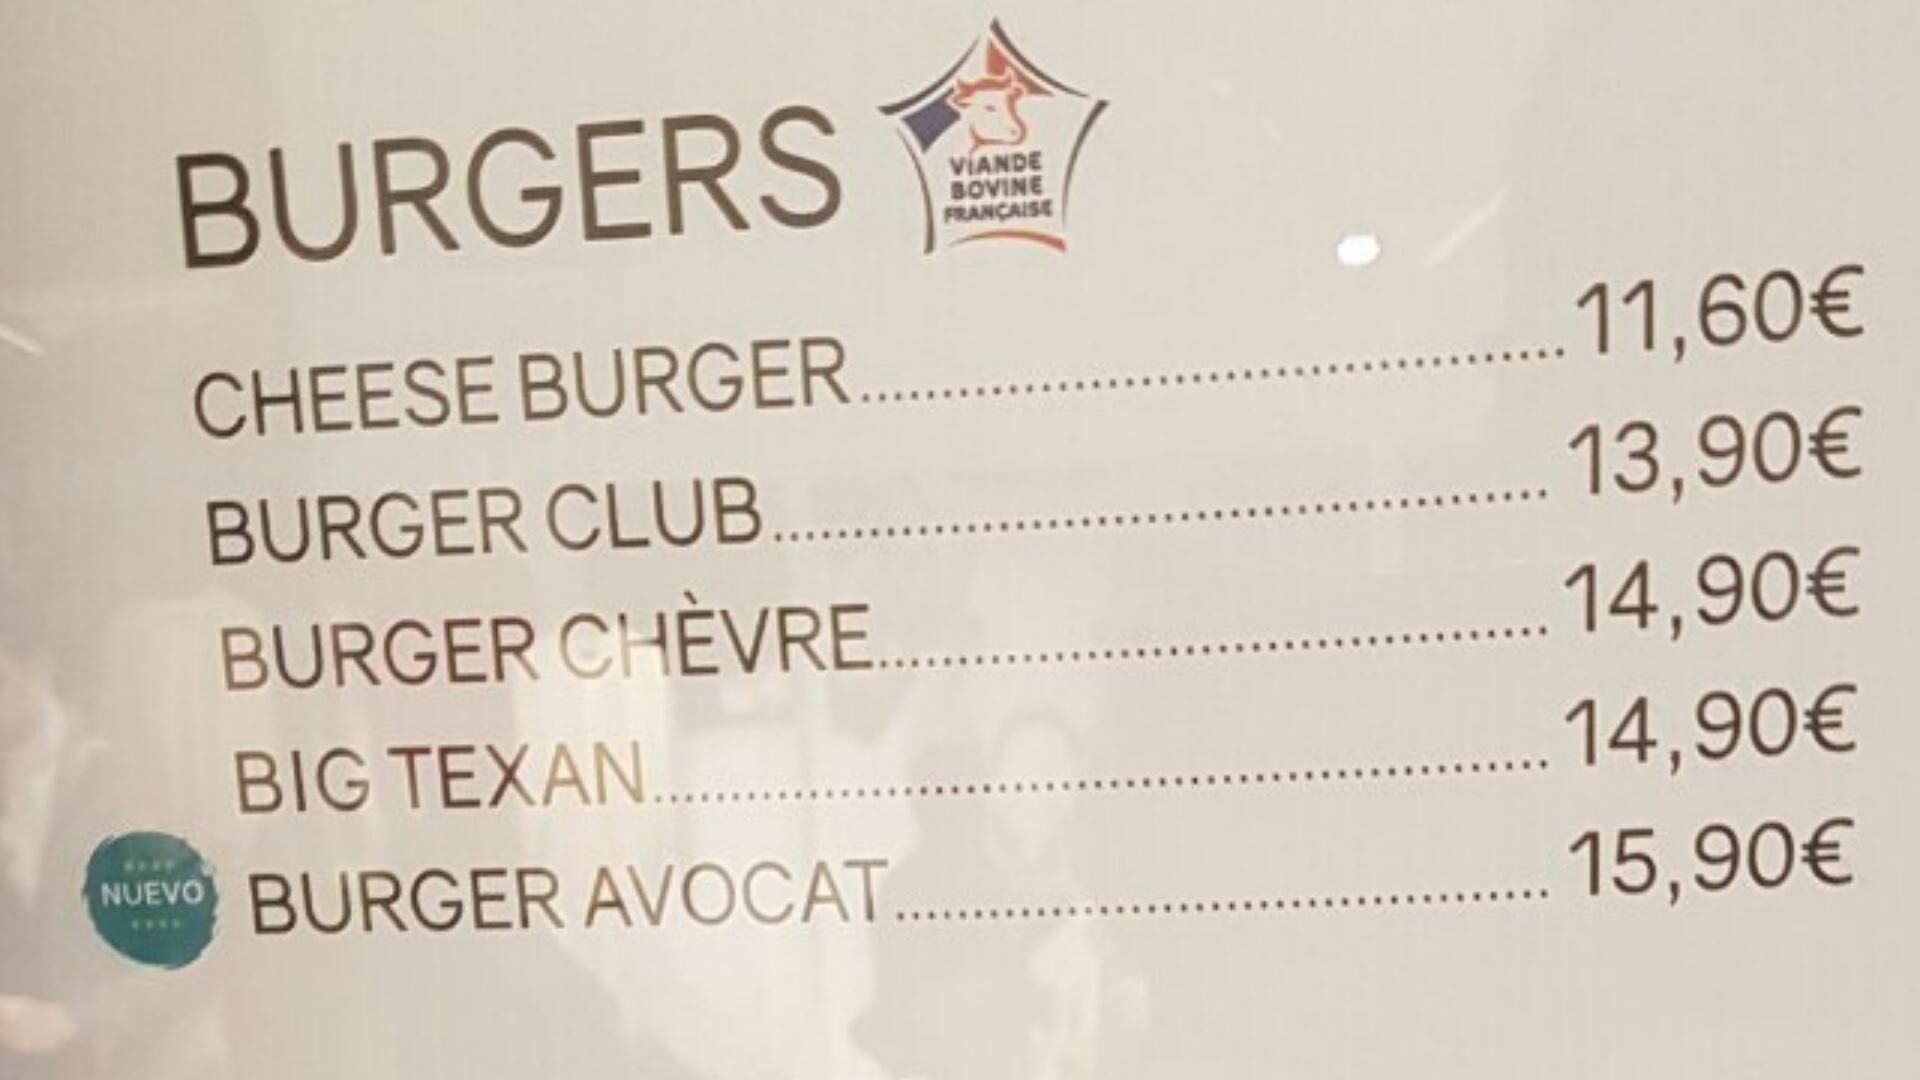 BURGERS
VIANDE
BOVINE
FRANÇAISE
CHEESE BURGER 11,60€
BURGER CLUB 13,90€
BURGER CHÈVRE 14,90€
BIG TEXAN 14,90€
NUEVO BURGER AVOCAT 15,90€